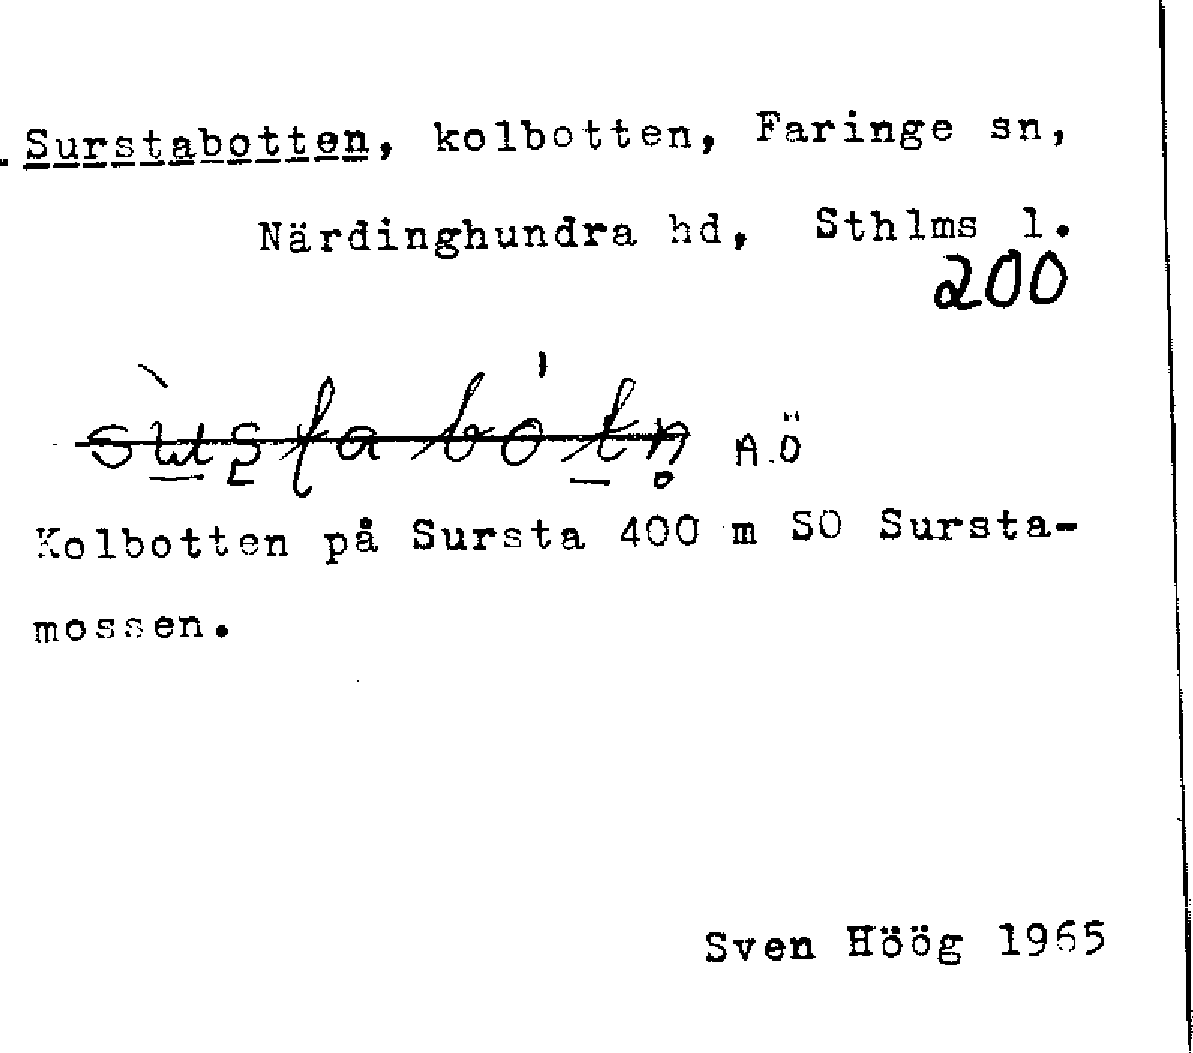 Surstabotten, kolbotten, Faringe sn,
Närdinghundra hd, Sthlms l.
200
A.Ö
Kolbotten på Sursta 400 m SO Sursta-
mossen.
Sven Höög 1965